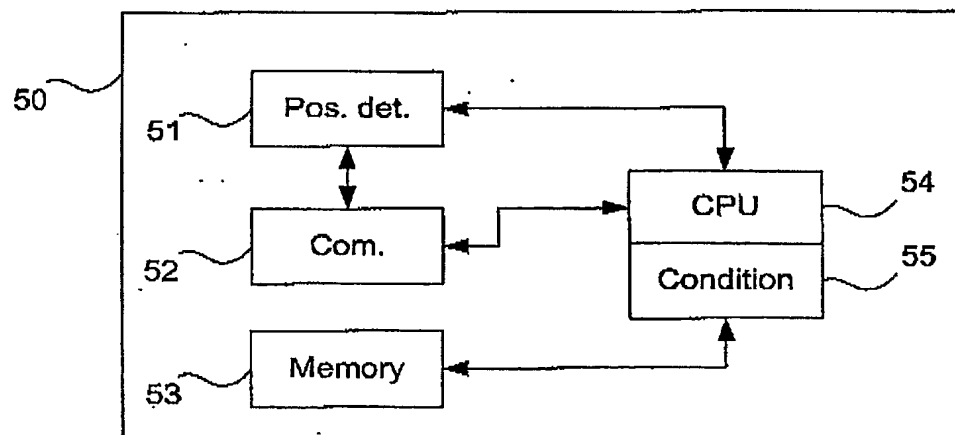 50
51
Pos. det.
52
Com.
53
Memory
CPU
54
Condition
55